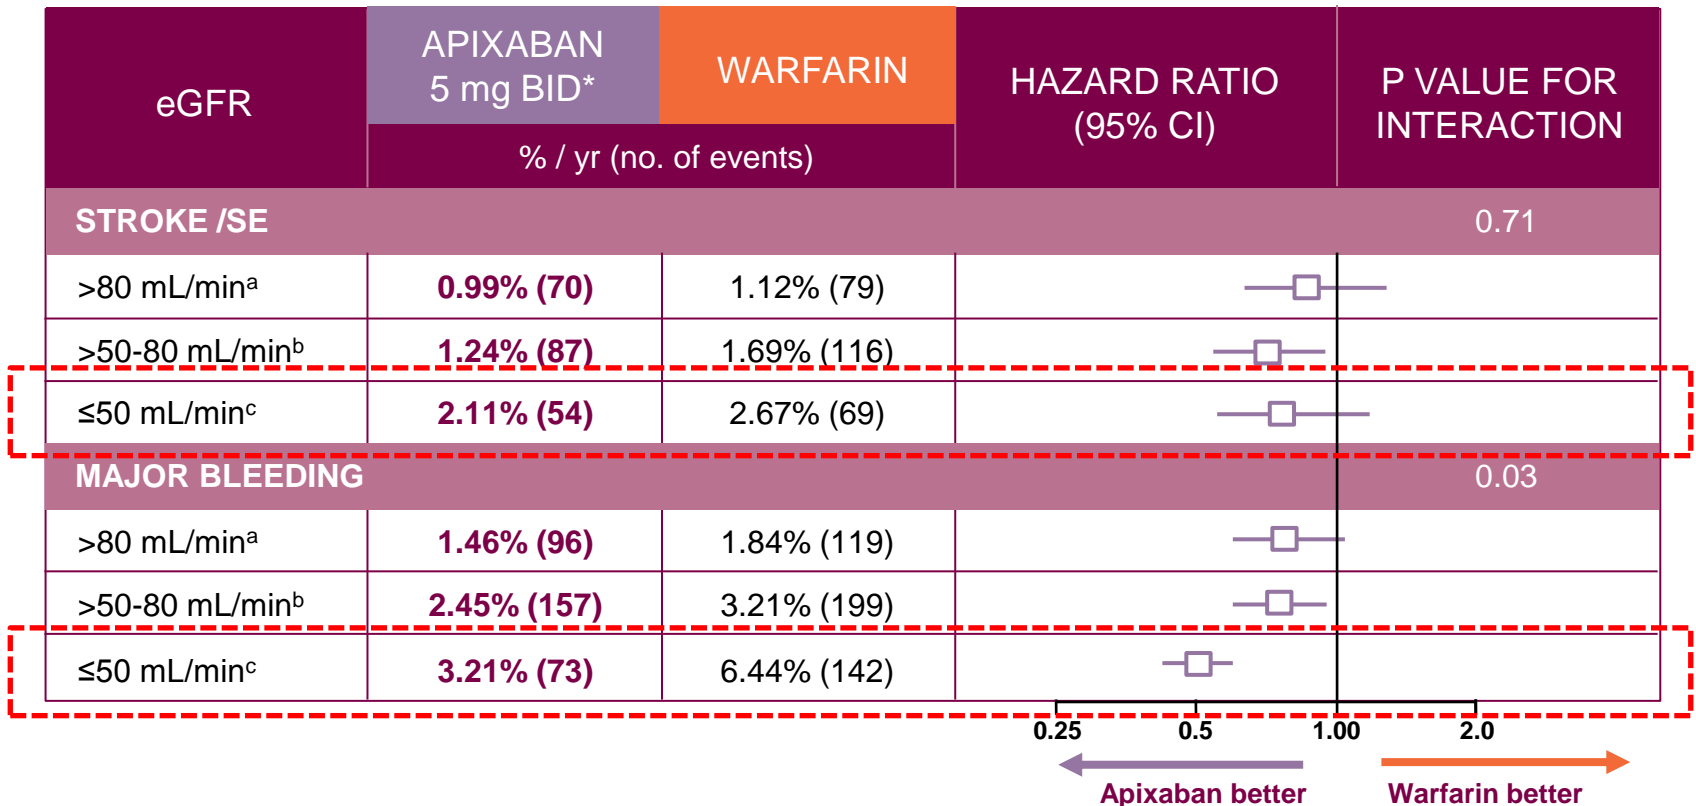 eGFR
APIXABAN
5 mg BID*
WARFARIN
% / yr (no. of events)
HAZARD RATIO
(95% CI)
P VALUE FOR
INTERACTION
STROKE /SE 0.71
>80 mL/minᵃ 0.99% (70) 1.12% (79)
>50-80 mL/minᵇ 1.24% (87) 1.69% (116)
≤50 mL/minᶜ 2.11% (54) 2.67% (69)
MAJOR BLEEDING 0.03
>80 mL/minᵃ 1.46% (96) 1.84% (119)
>50-80 mL/minᵇ 2.45% (157) 3.21% (199)
≤50 mL/minᶜ 3.21% (73) 6.44% (142)
0.25 0.5 1.00 2.0
Apixaban better Warfarin better